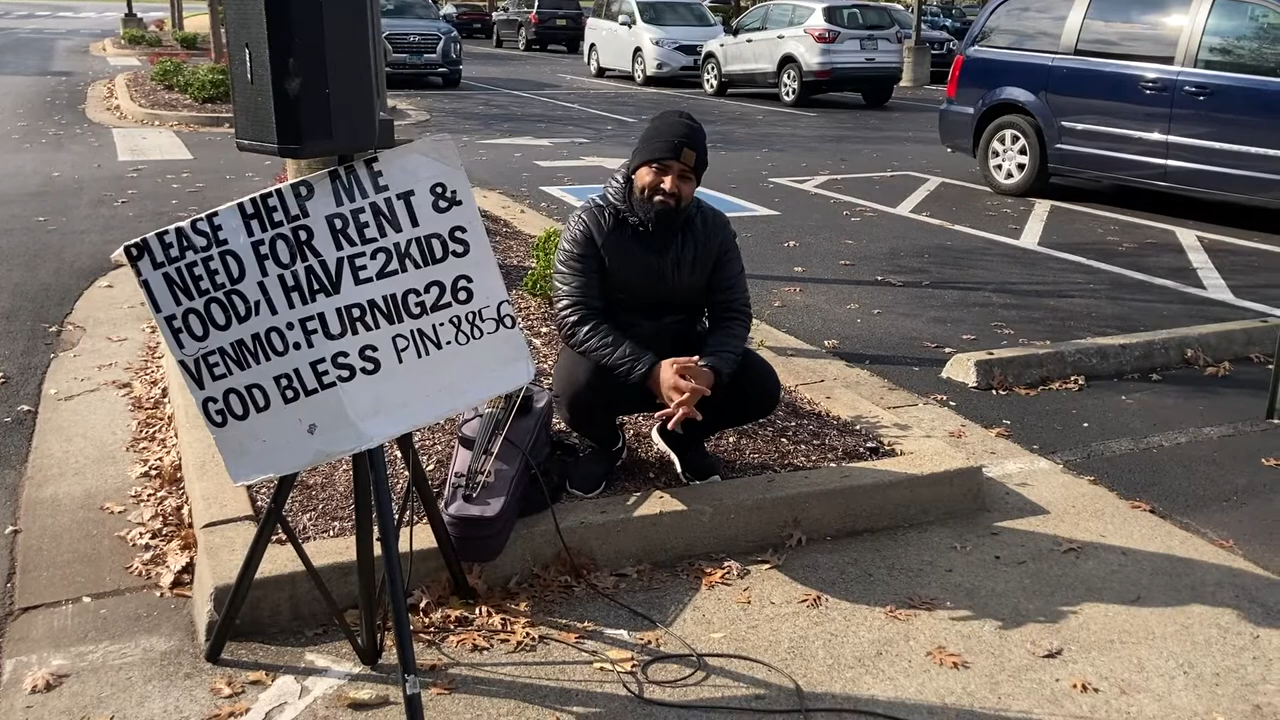 PLEASE HELP ME
I NEED FOR RENT &
FOOD,I HAVE2KIDS
VENMO:FURNIG26
GOD BLESS PIN:8856